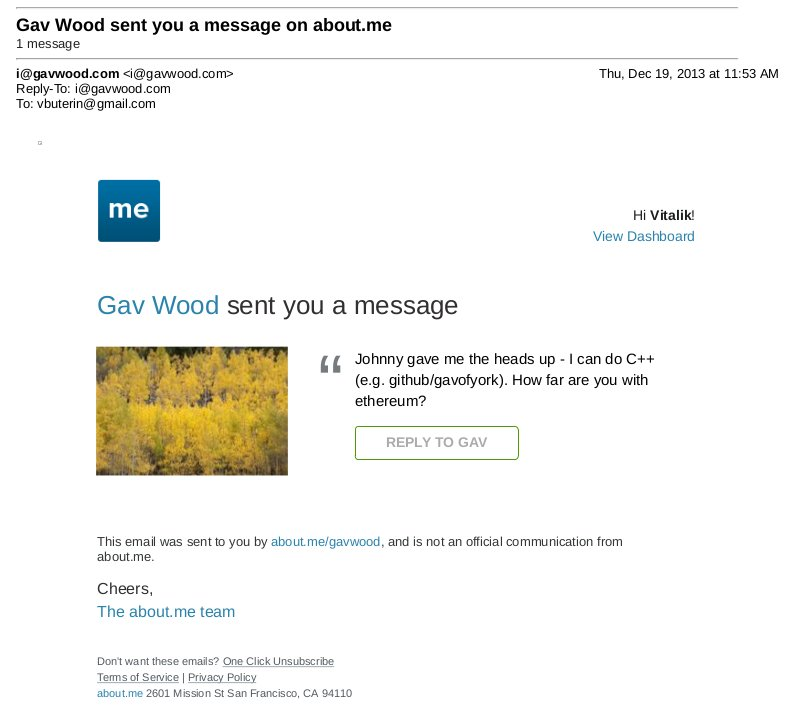 Gav Wood sent you a message on about.me
1 message
i@gavwood.com <i@gavwood.com> Thu, Dec 19, 2013 at 11:53 AM
Reply-To: i@gavwood.com
To: vbuterin@gmail.com
me
Hi Vitalik!
View Dashboard
Gav Wood sent you a message
“ Johnny gave me the heads up - I can do C++
(e.g. github/gavofyork). How far are you with
ethereum?
REPLY TO GAV
This email was sent to you by about.me/gavwood, and is not an official communication from
about.me.
Cheers,
The about.me team
Don't want these emails? One Click Unsubscribe
Terms of Service | Privacy Policy
about.me 2601 Mission St San Francisco, CA 94110